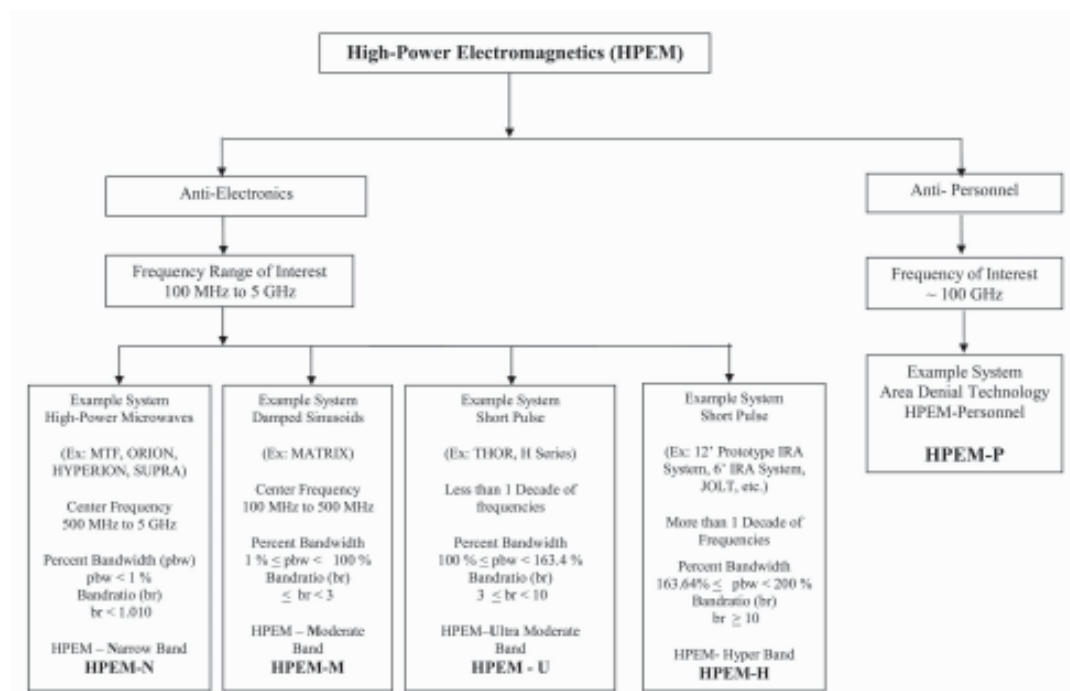 High-Power Electromagnetics (HPEM)
Anti-Electronics
Anti- Personnel
Frequency Range of Interest
100 MHz to 5 GHz
Frequency of Interest
~ 100 GHz
Example System
High-Power Microwaves
(Ex: MTF, ORION,
HYPERION, SUPRA)
Center Frequency
500 MHz to 5 GHz
Percent Bandwidth (pbw)
pbw < 1 %
Bandratio (br)
br < 1.010
HPEM – Narrow Band
HPEM-N
Example System
Damped Sinusoids
(Ex: MATRIX)
Center Frequency
100 MHz to 500 MHz
Percent Bandwidth
1 % ≤ pbw < 100 %
Bandratio (br)
≤ br < 3
HPEM – Moderate
Band
HPEM-M
Example System
Short Pulse
(Ex: THOR, H Series)
Less than 1 Decade of
frequencies
Percent Bandwidth
100 % ≤ pbw < 163.4 %
Bandratio (br)
3 ≤ br < 10
HPEM–Ultra Moderate
Band
HPEM - U
Example System
Short Pulse
(Ex: 12' Prototype IRA
System, 6' IRA System,
JOLT, etc.)
More than 1 Decade of
Frequencies
Percent Bandwidth
163.64% ≤ pbw < 200 %
Bandratio (br)
br ≥ 10
HPEM- Hyper Band
HPEM-H
Example System
Area Denial Technology
HPEM-Personnel
HPEM-P